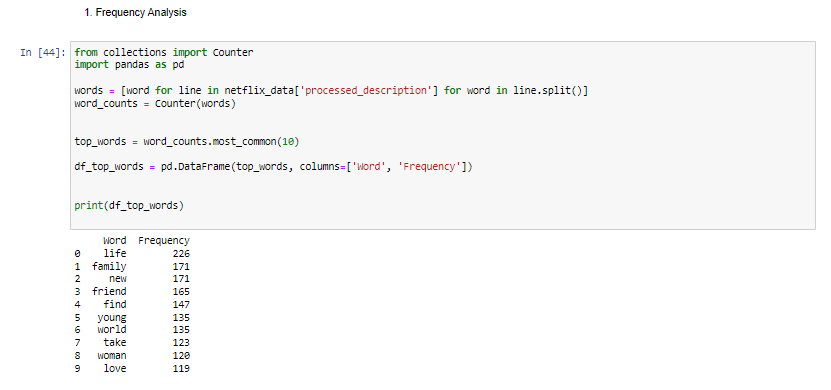 1. Frequency Analysis
In [44]: from collections import Counter
import pandas as pd
words = [word for line in netflix_data['processed_description'] for word in line.split()]
word_counts = Counter(words)
top_words = word_counts.most_common(10)
df_top_words = pd.DataFrame(top_words, columns=['Word', 'Frequency'])
print(df_top_words)
Word Frequency
0 life 226
1 family 171
2 new 171
3 friend 165
4 find 147
5 young 135
6 world 135
7 take 123
8 woman 120
9 love 119